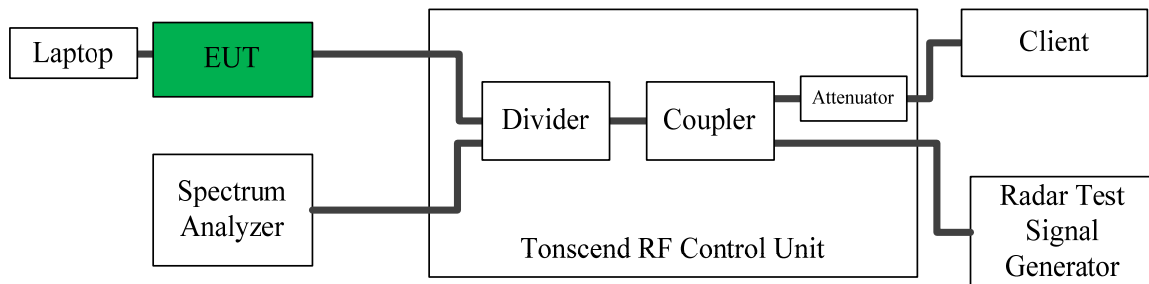 Laptop
EUT
Spectrum
Analyzer
Divider
Coupler
Attenuator
Client
Radar Test
Signal
Generator
Tonscend RF Control Unit